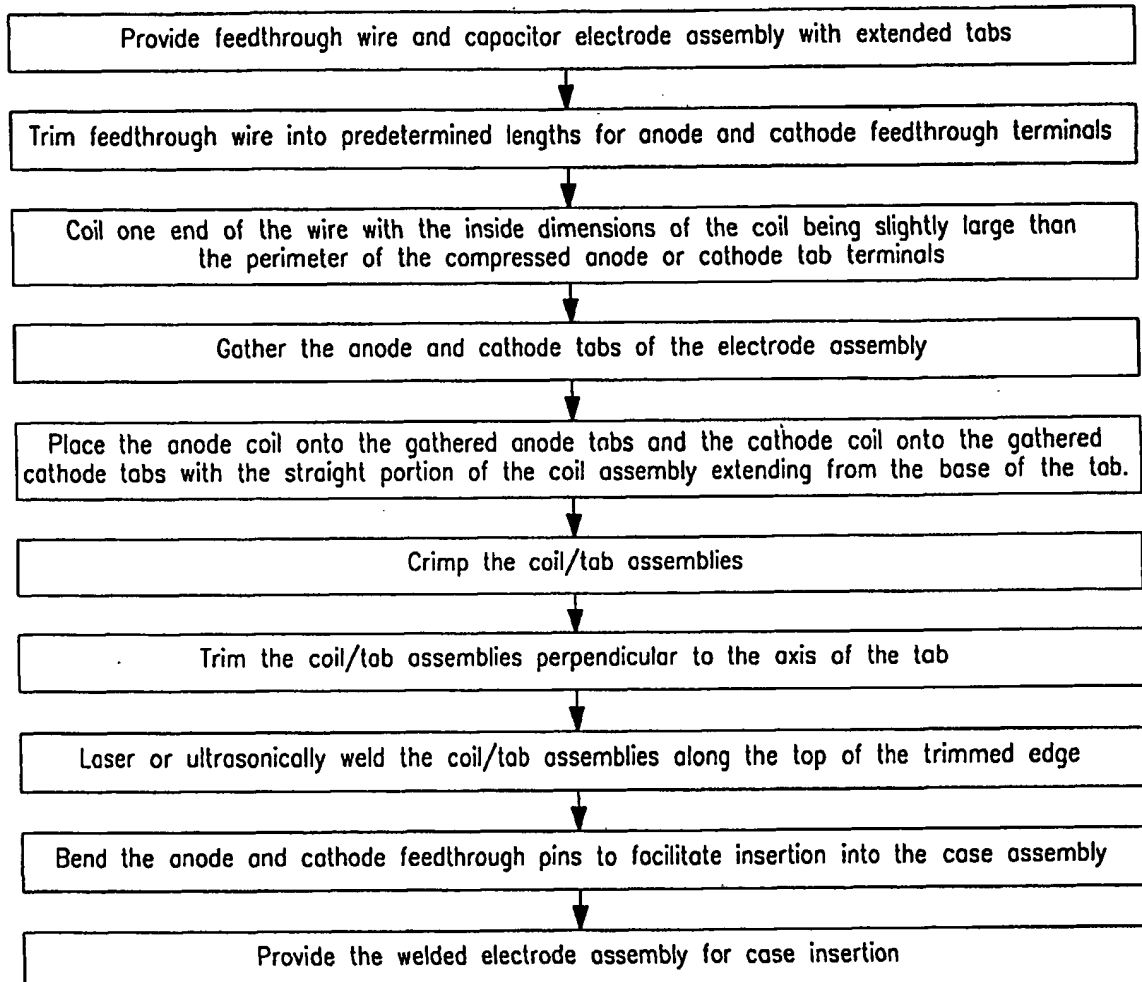 Provide feedthrough wire and capacitor electrode assembly with extended tabs
Trim feedthrough wire into predetermined lengths for anode and cathode feedthrough terminals
Coil one end of the wire with the inside dimensions of the coil being slightly large than
the perimeter of the compressed anode or cathode tab terminals
Gather the anode and cathode tabs of the electrode assembly
Place the anode coil onto the gathered anode tabs and the cathode coil onto the gathered
cathode tabs with the straight portion of the coil assembly extending from the base of the tab.
Crimp the coil/tab assemblies
Trim the coil/tab assemblies perpendicular to the axis of the tab
Laser or ultrasonically weld the coil/tab assemblies along the top of the trimmed edge
Bend the anode and cathode feedthrough pins to facilitate insertion into the case assembly
Provide the welded electrode assembly for case insertion